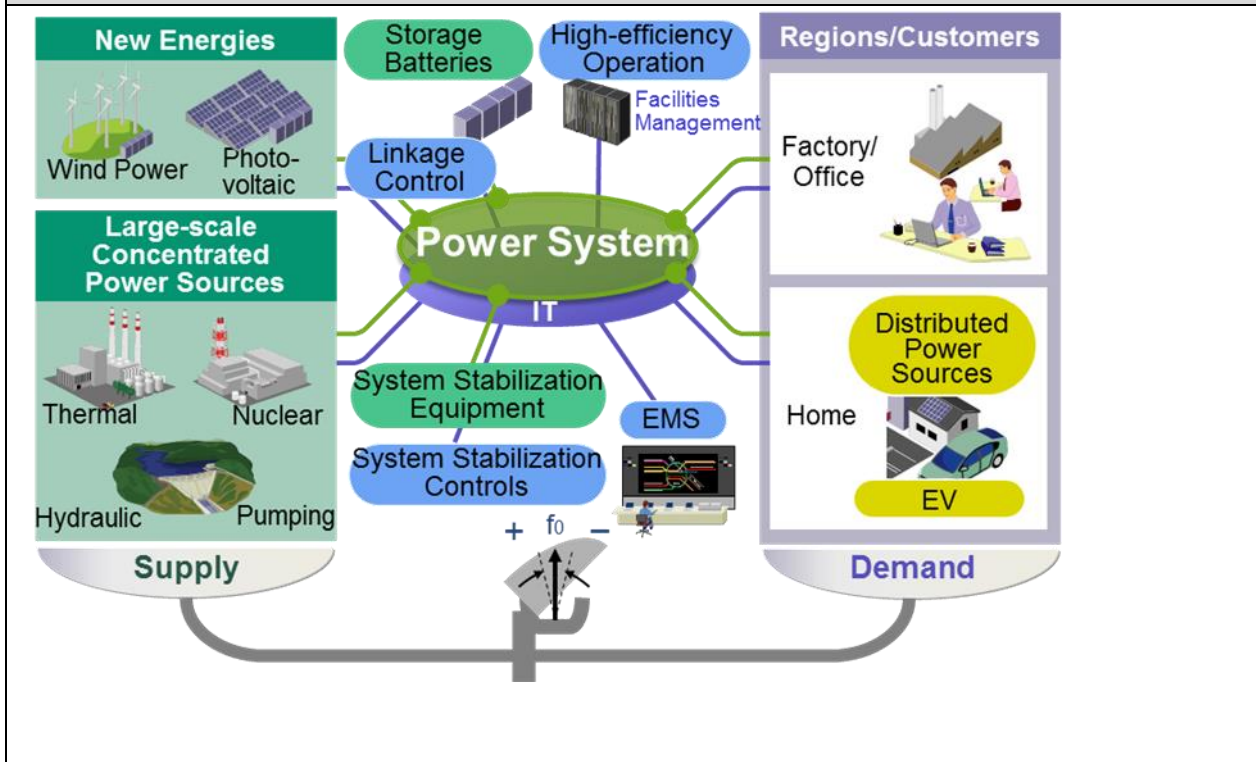 New Energies
Wind Power
Photo-
voltaic
Large-scale
Concentrated
Power Sources
Thermal
Nuclear
Hydraulic
Pumping
Supply
Storage
Batteries
High-efficiency
Operation
Facilities
Management
Linkage
Control
Power System
IT
System Stabilization
Equipment
System Stabilization
Controls
EMS
+ f0 −
Regions/Customers
Factory/
Office
Distributed
Power
Sources
Home
EV
Demand